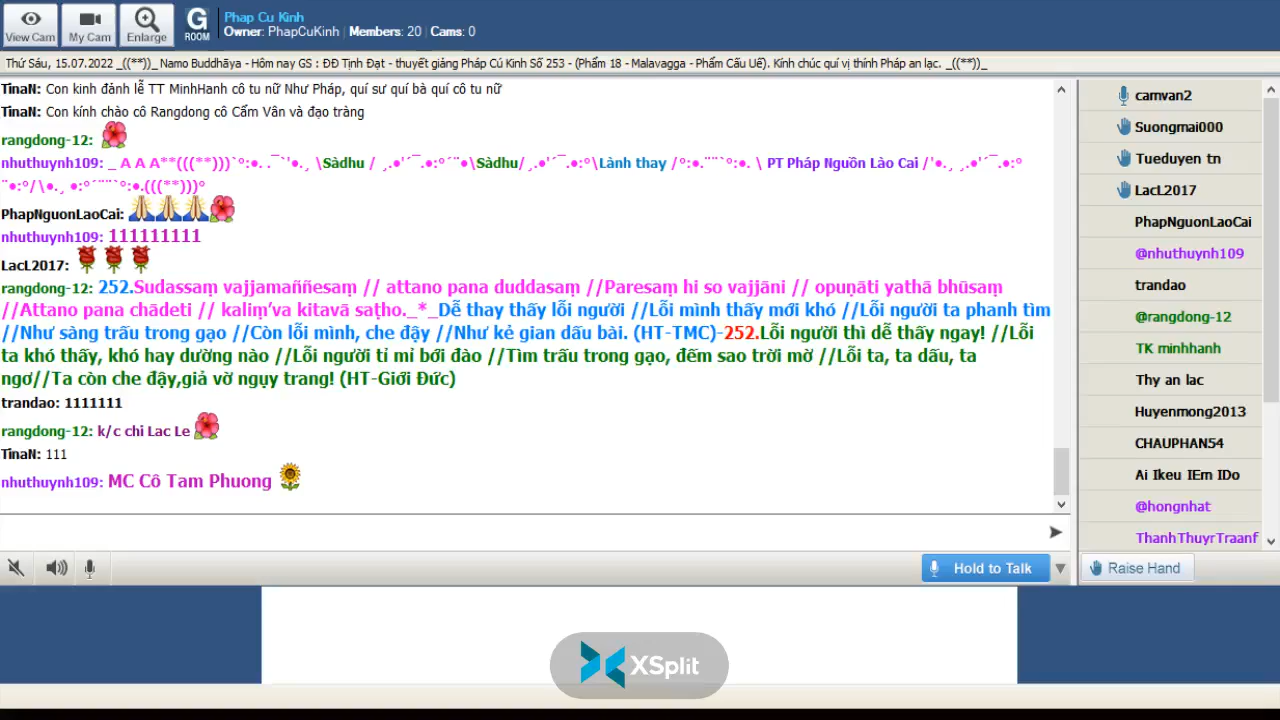 View Cam
My Cam
Enlarge
G
ROOM
Phap Cu Kinh
Owner: PhapCuKinh | Members: 20 | Cams: 0
Thứ Sáu, 15.07.2022 _((**))_ Namo Buddhāya - Hôm nay GS : ĐĐ Tịnh Đạt - thuyết giảng Pháp Cú Kinh Số 253 - (Phẩm 18 - Malavagga - Phẩm Cấu Uế). Kính chúc quí vị thính Pháp an lạc. _((**))_
TinaN: Con kinh đảnh lễ TT MinhHanh cô tu nữ Như Pháp, quí sư quí bà quí cô tu nữ
TinaN: Con kính chào cô Rangdong cô Cẩm Vân và đạo tràng
rangdong-12:
nhuthuynh109: _ A A A**(((**)))`°:•. .¯`'•.¸ \Sàdhu / ¸.•'´¯.•:°´¨•\Sàdhu/¸.•'´¯.•:°\Lành thay /°:•.¨¨`°:•. \ PT Pháp Nguồn Lào Cai /'•.¸ ¸.•'´¯.•:°
¨•:°/\•.¸ •:°´¨¨`°:•.(((**)))°
PhapNguonLaoCai:
nhuthuynh109: 111111111
LacL2017:
rangdong-12: 252.Sudassaṃ vajjamaññesaṃ // attano pana duddasaṃ //Paresaṃ hi so vajjāni // opuṇāti yathā bhūsaṃ
//Attano pana chādeti // kaliṃ’va kitavā saṭho._*_Dễ thay thấy lỗi người //Lỗi mình thấy mới khó //Lỗi người ta phanh tìm
//Như sàng trấu trong gạo //Còn lỗi mình, che đậy //Như kẻ gian dấu bài. (HT-TMC)-252.Lỗi người thì dễ thấy ngay! //Lỗi
ta khó thấy, khó hay dường nào //Lỗi người tỉ mỉ bới đào //Tìm trấu trong gạo, đếm sao trời mờ //Lỗi ta, ta dấu, ta
ngơ//Ta còn che đậy,giả vờ ngụy trang! (HT-Giới Đức)
trandao: 1111111
rangdong-12: k/c chi Lac Le
TinaN: 111
nhuthuynh109: MC Cô Tam Phuong
camvan2
Suongmai000
Tueduyen tn
LacL2017
PhapNguonLaoCai
@nhuthuynh109
trandao
@rangdong-12
TK minhhanh
Thy an lac
Huyenmong2013
CHAUPHAN54
Ai Ikeu IEm IDo
@hongnhat
ThanhThuyrTraanf
Hold to Talk
Raise Hand
XSplit